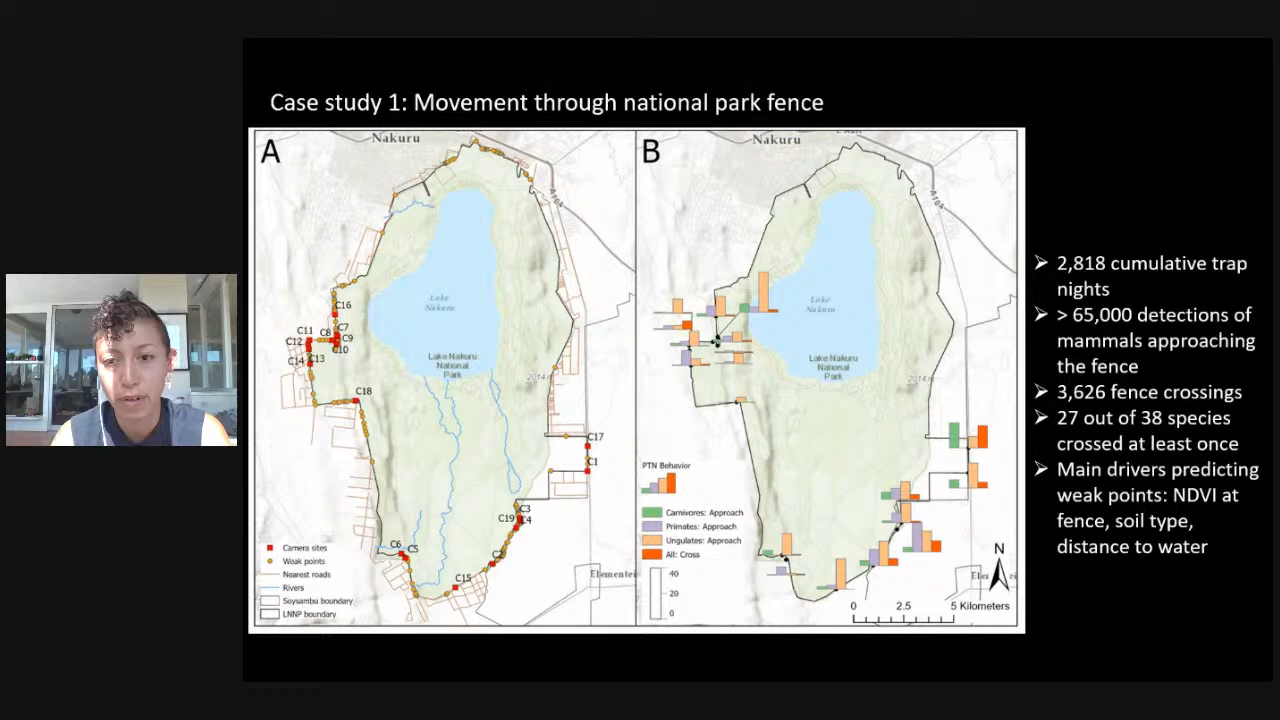 Case study 1: Movement through national park fence
A
Nakuru
A104
Lake
Nakuru
Lake Nakuru
National
Park
2014 m
C16
C7
C11
C8
C9
C12
C10
C14
C13
C18
C17
C1
C3
C19
C4
C6
C5
C2
C15
Elementei
Camera sites
Weak points
Nearest roads
Rivers
Soysambu boundary
LNNP boundary
B
Nakuru
A104
Lake
Nakuru
Lake Nakuru
National
Park
2014 m
PTN Behavior
Carnivores: Approach
Primates: Approach
Ungulates: Approach
All: Cross
40
20
0
N
0 2.5 5 Kilometers
➢ 2,818 cumulative trap
nights
➢ > 65,000 detections of
mammals approaching
the fence
➢ 3,626 fence crossings
➢ 27 out of 38 species
crossed at least once
➢ Main drivers predicting
weak points: NDVI at
fence, soil type,
distance to water